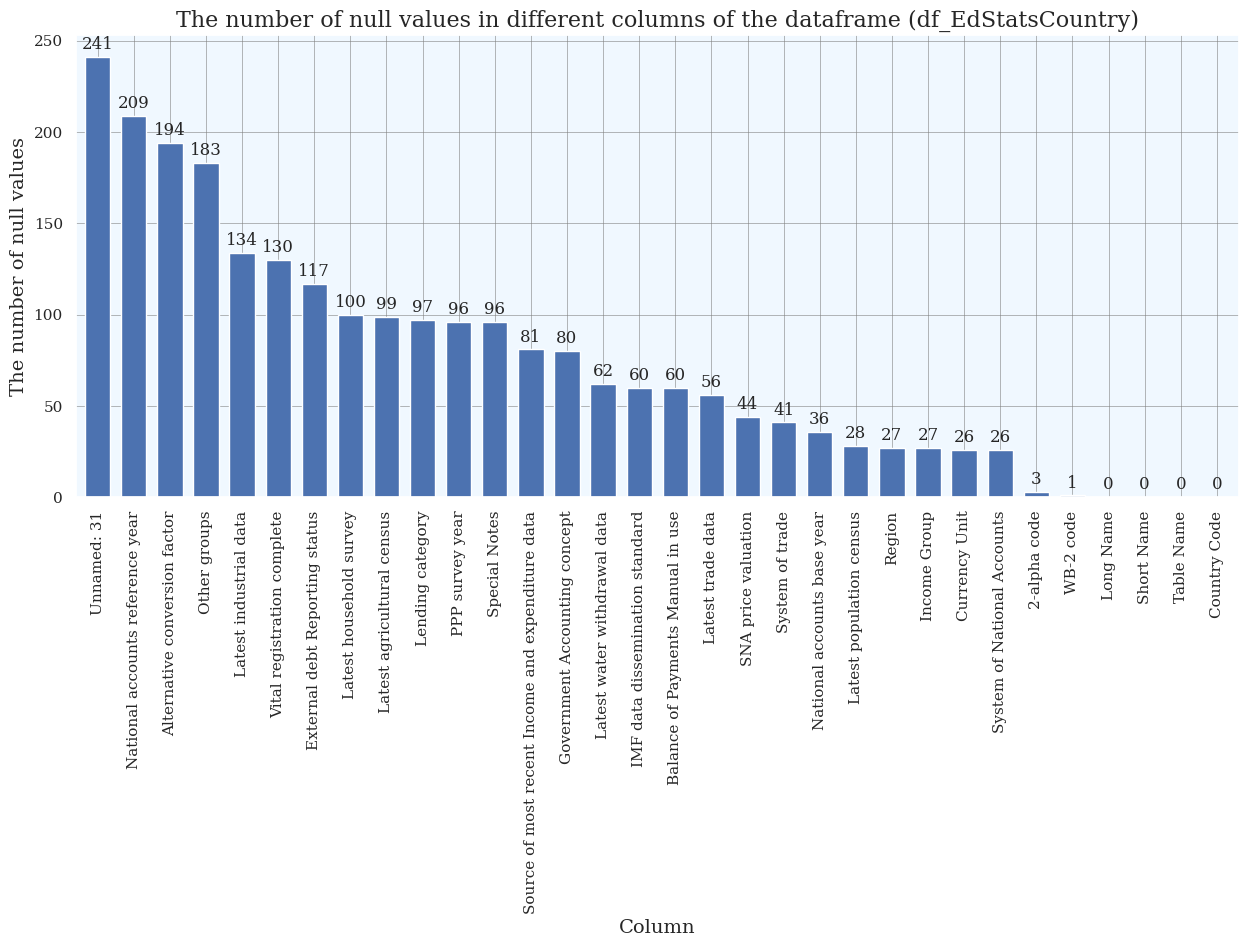 The number of null values in different columns of the dataframe (df_EdStatsCountry)
The number of null values
250
200
150
100
50
0
241
209
194
183
134
130
117
100
99
97
96
96
81
80
62
60
60
56
44
41
36
28
27
27
26
26
3
1
0
0
0
0
Unnamed: 31
National accounts reference year
Alternative conversion factor
Other groups
Latest industrial data
Vital registration complete
External debt Reporting status
Latest household survey
Latest agricultural census
Lending category
PPP survey year
Special Notes
Source of most recent Income and expenditure data
Government Accounting concept
Latest water withdrawal data
IMF data dissemination standard
Balance of Payments Manual in use
Latest trade data
SNA price valuation
System of trade
National accounts base year
Latest population census
Region
Income Group
Currency Unit
System of National Accounts
2-alpha code
WB-2 code
Long Name
Short Name
Table Name
Country Code
Column